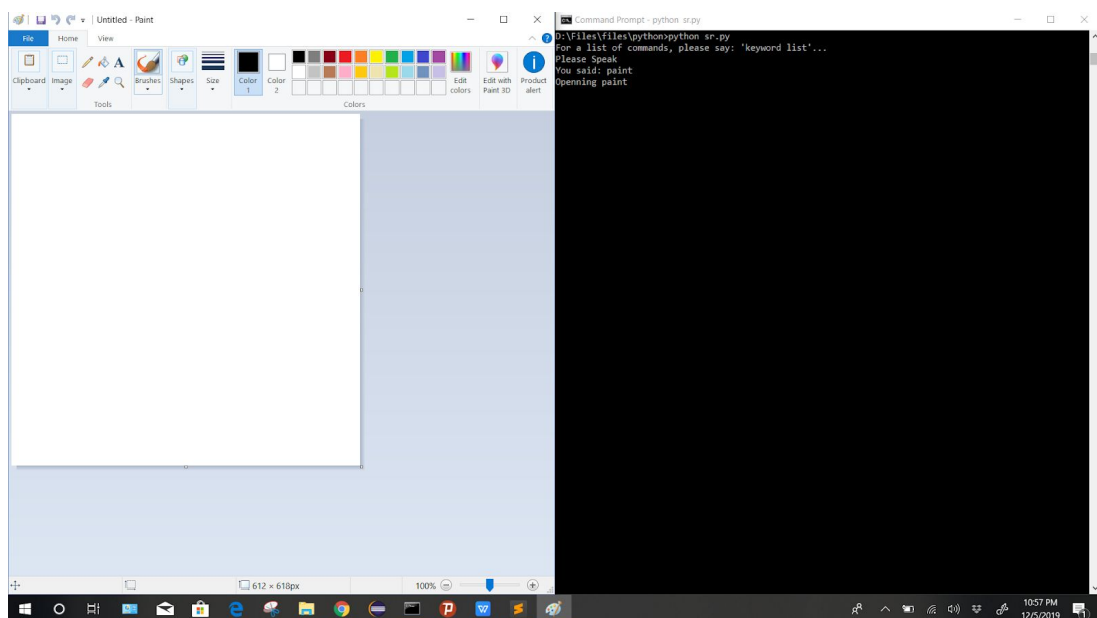 Untitled - Paint
File Home View
Clipboard Image Brushes Shapes Size Color 1 Color 2 Edit colors Edit with Paint 3D Product alert
Tools Colors
612 × 618px 100%
Command Prompt - python sr.py
D:\Files\files\python>python sr.py
For a list of commands, please say: 'keyword list'...
Please Speak
You said: paint
Openning paint
10:57 PM
12/5/2019